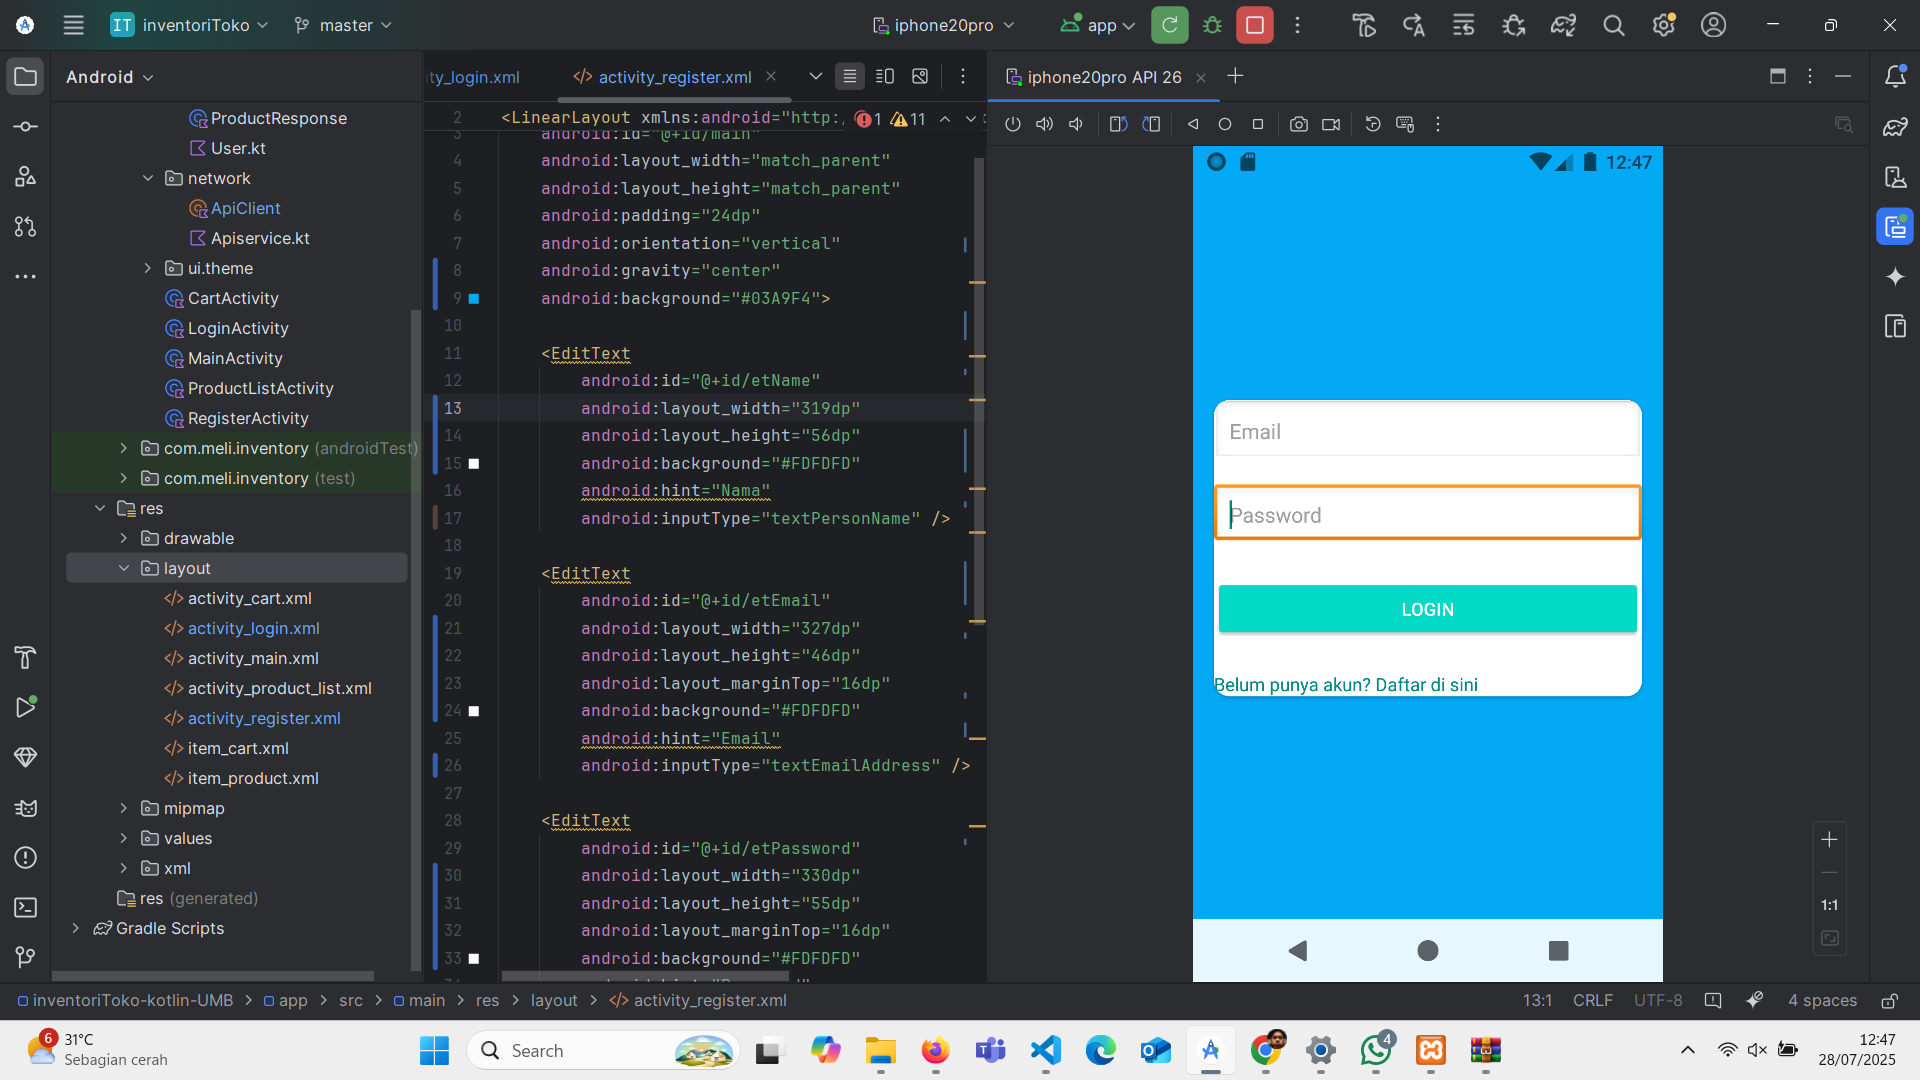 IT inventoriToko master iphone20pro app
Android
ity_login.xml activity_register.xml
iphone20pro API 26
ProductResponse
User.kt
network
ApiClient
Apiservice.kt
ui.theme
CartActivity
LoginActivity
MainActivity
ProductListActivity
RegisterActivity
com.meli.inventory (androidTest)
com.meli.inventory (test)
res
drawable
layout
activity_cart.xml
activity_login.xml
activity_main.xml
activity_product_list.xml
activity_register.xml
item_cart.xml
item_product.xml
mipmap
values
xml
res (generated)
Gradle Scripts
2 <LinearLayout xmlns:android="http: 1 11
3 android:id="@+id/main"
4 android:layout_width="match_parent"
5 android:layout_height="match_parent"
6 android:padding="24dp"
7 android:orientation="vertical"
8 android:gravity="center"
9 android:background="#03A9F4">
10
11 <EditText
12 android:id="@+id/etName"
13 android:layout_width="319dp"
14 android:layout_height="56dp"
15 android:background="#FDFDFD"
16 android:hint="Nama"
17 android:inputType="textPersonName" />
18
19 <EditText
20 android:id="@+id/etEmail"
21 android:layout_width="327dp"
22 android:layout_height="46dp"
23 android:layout_marginTop="16dp"
24 android:background="#FDFDFD"
25 android:hint="Email"
26 android:inputType="textEmailAddress" />
27
28 <EditText
29 android:id="@+id/etPassword"
30 android:layout_width="330dp"
31 android:layout_height="55dp"
32 android:layout_marginTop="16dp"
33 android:background="#FDFDFD"
12:47
Email
Password
LOGIN
Belum punya akun? Daftar di sini
1:1
inventoriToko-kotlin-UMB > app > src > main > res > layout > activity_register.xml
13:1 CRLF UTF-8 4 spaces
6 31°C
Sebagian cerah
Search
4
12:47
28/07/2025